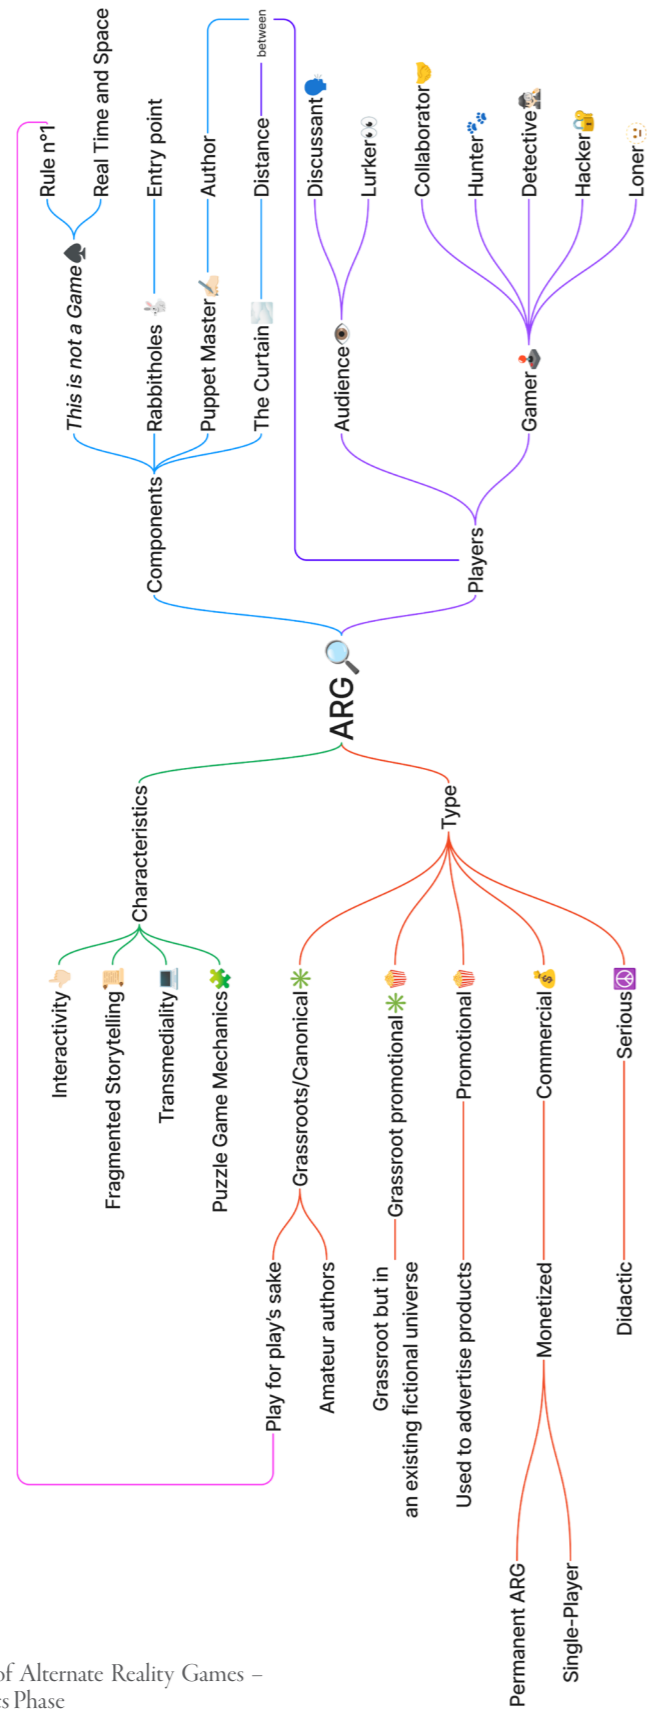 ARG
Components
This is not a Game
Rule n°1
Real Time and Space
Rabbitholes
Entry point
Puppet Master
Author
The Curtain
Distance
between
Players
Audience
Discussant
Lurker
Gamer
Collaborator
Hunter
Detective
Hacker
Loner
Characteristics
Interactivity
Fragmented Storytelling
Transmediality
Puzzle Game Mechanics
Type
Grassroots/Canonical
Play for play's sake
Amateur authors
Grassroot promotional
Grassroot but in
an existing fictional universe
Promotional
Used to advertise products
Commercial
Monetized
Permanent ARG
Single-Player
Serious
Didactic
of Alternate Reality Games –
Phase